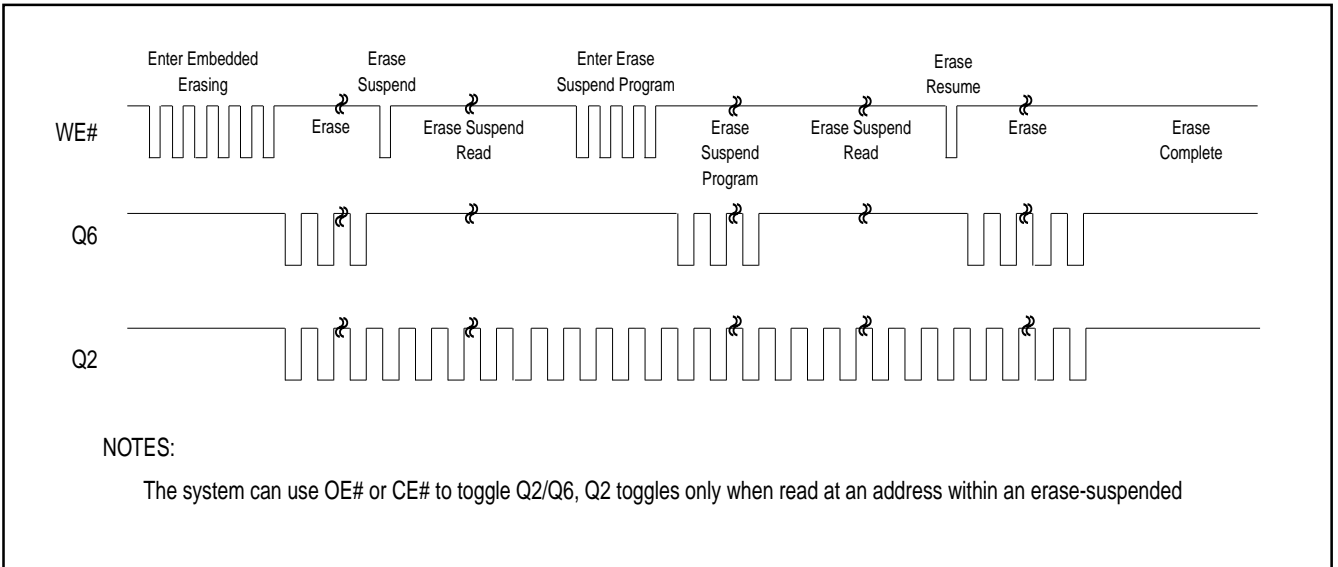 Enter Embedded
Erasing
Erase
Suspend
Enter Erase
Suspend Program
Erase
Resume
WE#
Erase
Erase Suspend
Read
Erase
Suspend
Program
Erase Suspend
Read
Erase
Erase
Complete
Q6
Q2
NOTES:
The system can use OE# or CE# to toggle Q2/Q6, Q2 toggles only when read at an address within an erase-suspended